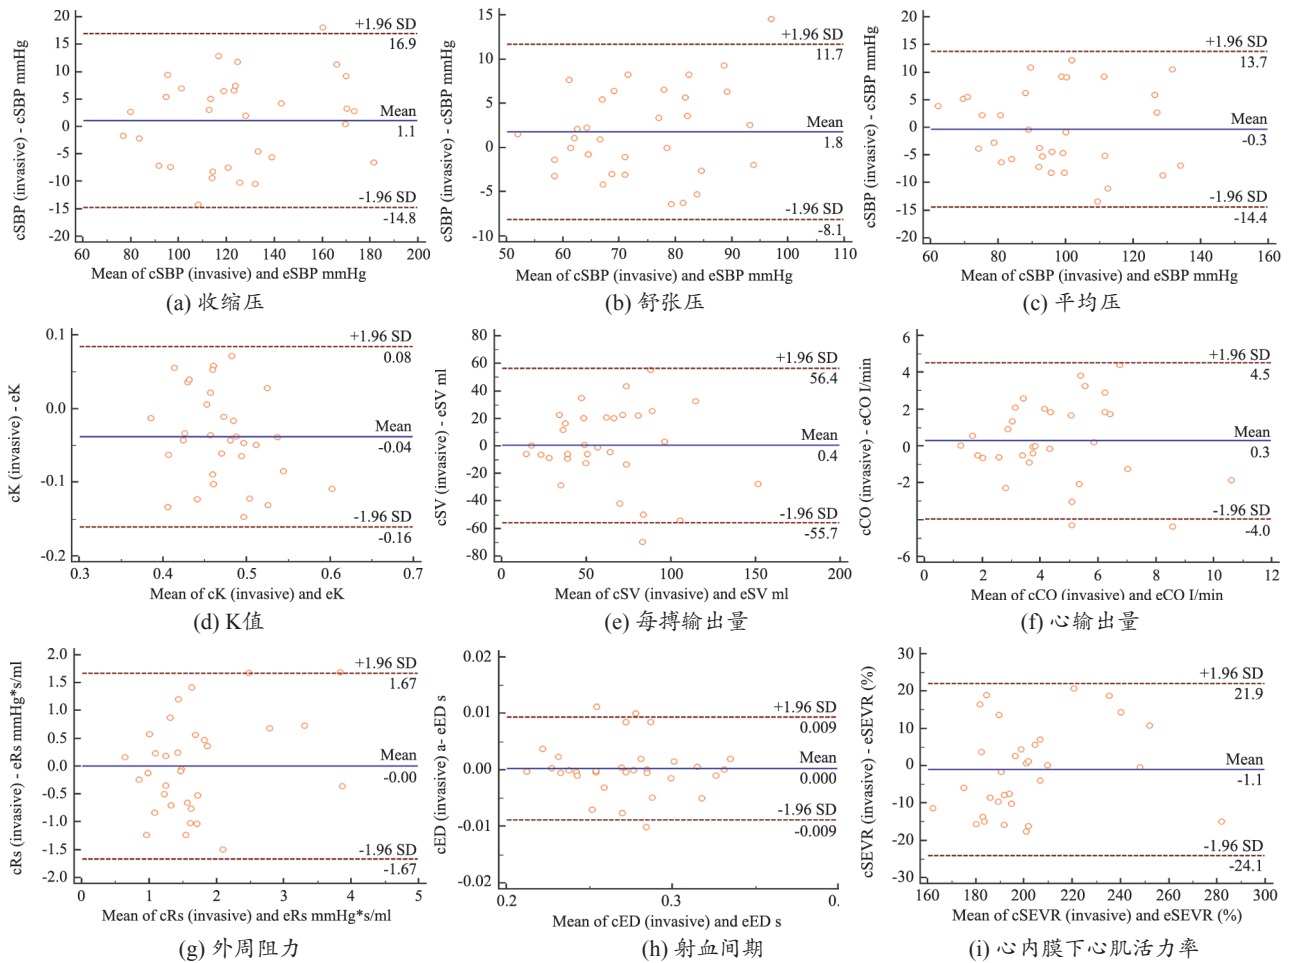 20
15
10
5
0
-5
-10
-15
20
cSBP (invasive) - cSBP mmHg
+1.96 SD
16.9
Mean
1.1
-1.96 SD
-14.8
60 80 100 120 140 160 180 200
Mean of cSBP (invasive) and eSBP mmHg
(a) 收缩压
15
10
5
0
-5
-10
cSBP (invasive) - cSBP mmHg
+1.96 SD
11.7
Mean
1.8
-1.96 SD
-8.1
50 60 70 80 90 100 110
Mean of cSBP (invasive) and eSBP mmHg
(b) 舒张压
20
15
10
5
0
-5
-10
-15
20
cSBP (invasive) - cSBP mmHg
+1.96 SD
13.7
Mean
-0.3
-1.96 SD
-14.4
60 80 100 120 140 160
Mean of cSBP (invasive) and eSBP mmHg
(c) 平均压
0.1
0.0
-0.1
-0.2
cK (invasive) - eK
+1.96 SD
0.08
Mean
-0.04
-1.96 SD
-0.16
0.3 0.4 0.5 0.6 0.7
Mean of cK (invasive) and eK
(d) K值
80
60
40
20
0
-20
-40
-60
-80
cSV (invasive) - eSV ml
+1.96 SD
56.4
Mean
0.4
-1.96 SD
-55.7
0 50 100 150 200
Mean of cSV (invasive) and eSV ml
(e) 每搏输出量
6
4
2
0
-2
-4
-6
cCO (invasive) - eCO I/min
+1.96 SD
4.5
Mean
0.3
-1.96 SD
-4.0
0 2 4 6 8 10 12
Mean of cCO (invasive) and eCO I/min
(f) 心输出量
2.0
1.5
1.0
0.5
0.0
-0.5
-1.0
-1.5
-2.0
cRs (invasive) - eRs mmHg*s/ml
+1.96 SD
1.67
Mean
-0.00
-1.96 SD
-1.67
0 1 2 3 4 5
Mean of cRs (invasive) and eRs mmHg*s/ml
(g) 外周阻力
0.02
0.01
0.00
-0.01
-0.02
cED (invasive) a- eED s
+1.96 SD
0.009
Mean
0.000
-1.96 SD
-0.009
0.2 0.3 0.
Mean of cED (invasive) and eED s
(h) 射血间期
30
20
10
0
-10
-20
-30
cSEVR (invasive) - eSEVR (%)
+1.96 SD
21.9
Mean
-1.1
-1.96 SD
-24.1
160 180 200 220 240 260 280 300
Mean of cSEVR (invasive) and eSEVR (%)
(i) 心内膜下心肌活力率